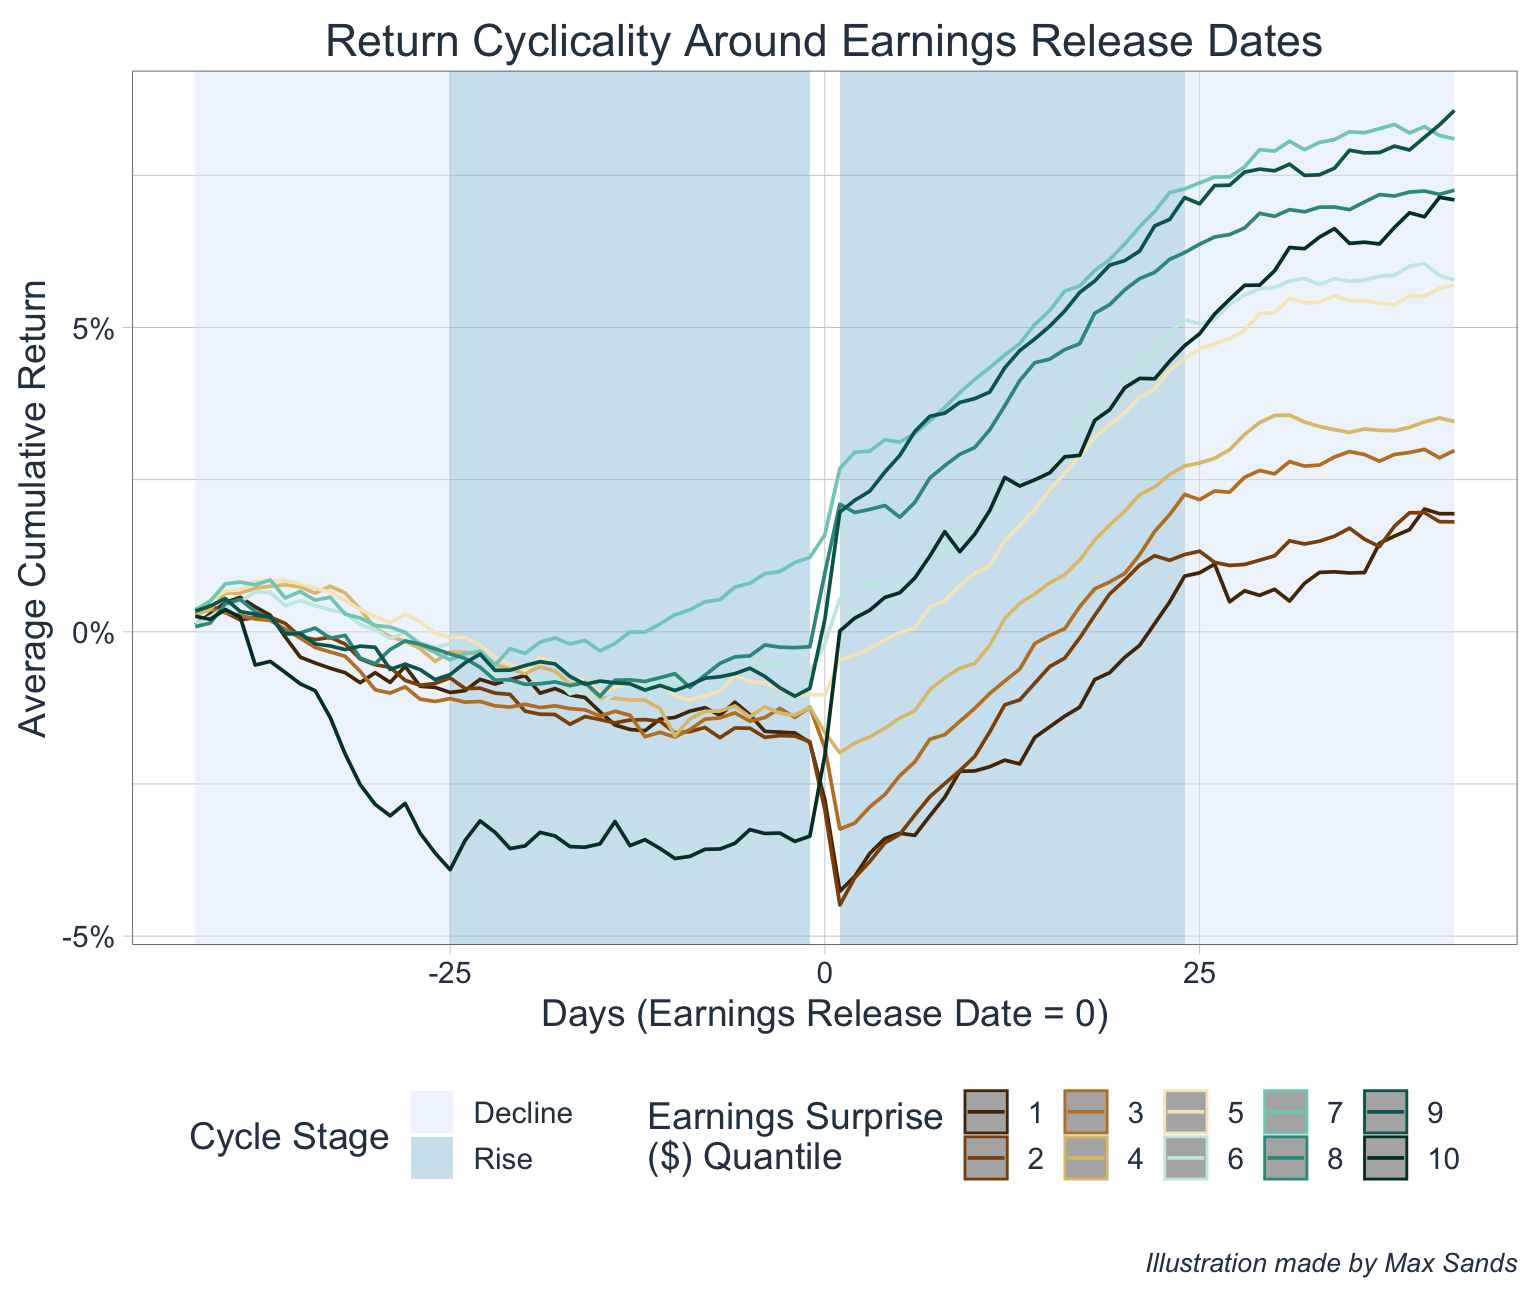 Return Cyclicality Around Earnings Release Dates
Average Cumulative Return
5%
0%
-5%
-25
0
25
Days (Earnings Release Date = 0)
Cycle Stage
Decline
Rise
Earnings Surprise
($) Quantile
1
2
3
4
5
6
7
8
9
10
Illustration made by Max Sands